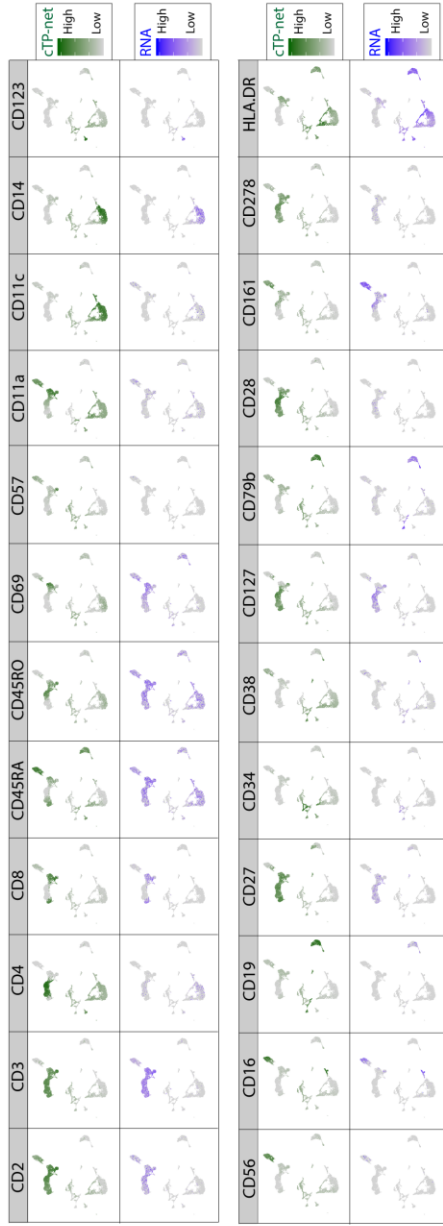 CD2 CD3 CD4 CD8 CD45RA CD45RO CD69 CD57 CD11a CD11c CD14 CD123
cTP-net
High
Low
RNA
High
Low
CD56 CD16 CD19 CD27 CD34 CD38 CD127 CD79b CD28 CD161 CD278 HLA.DR
cTP-net
High
Low
RNA
High
Low